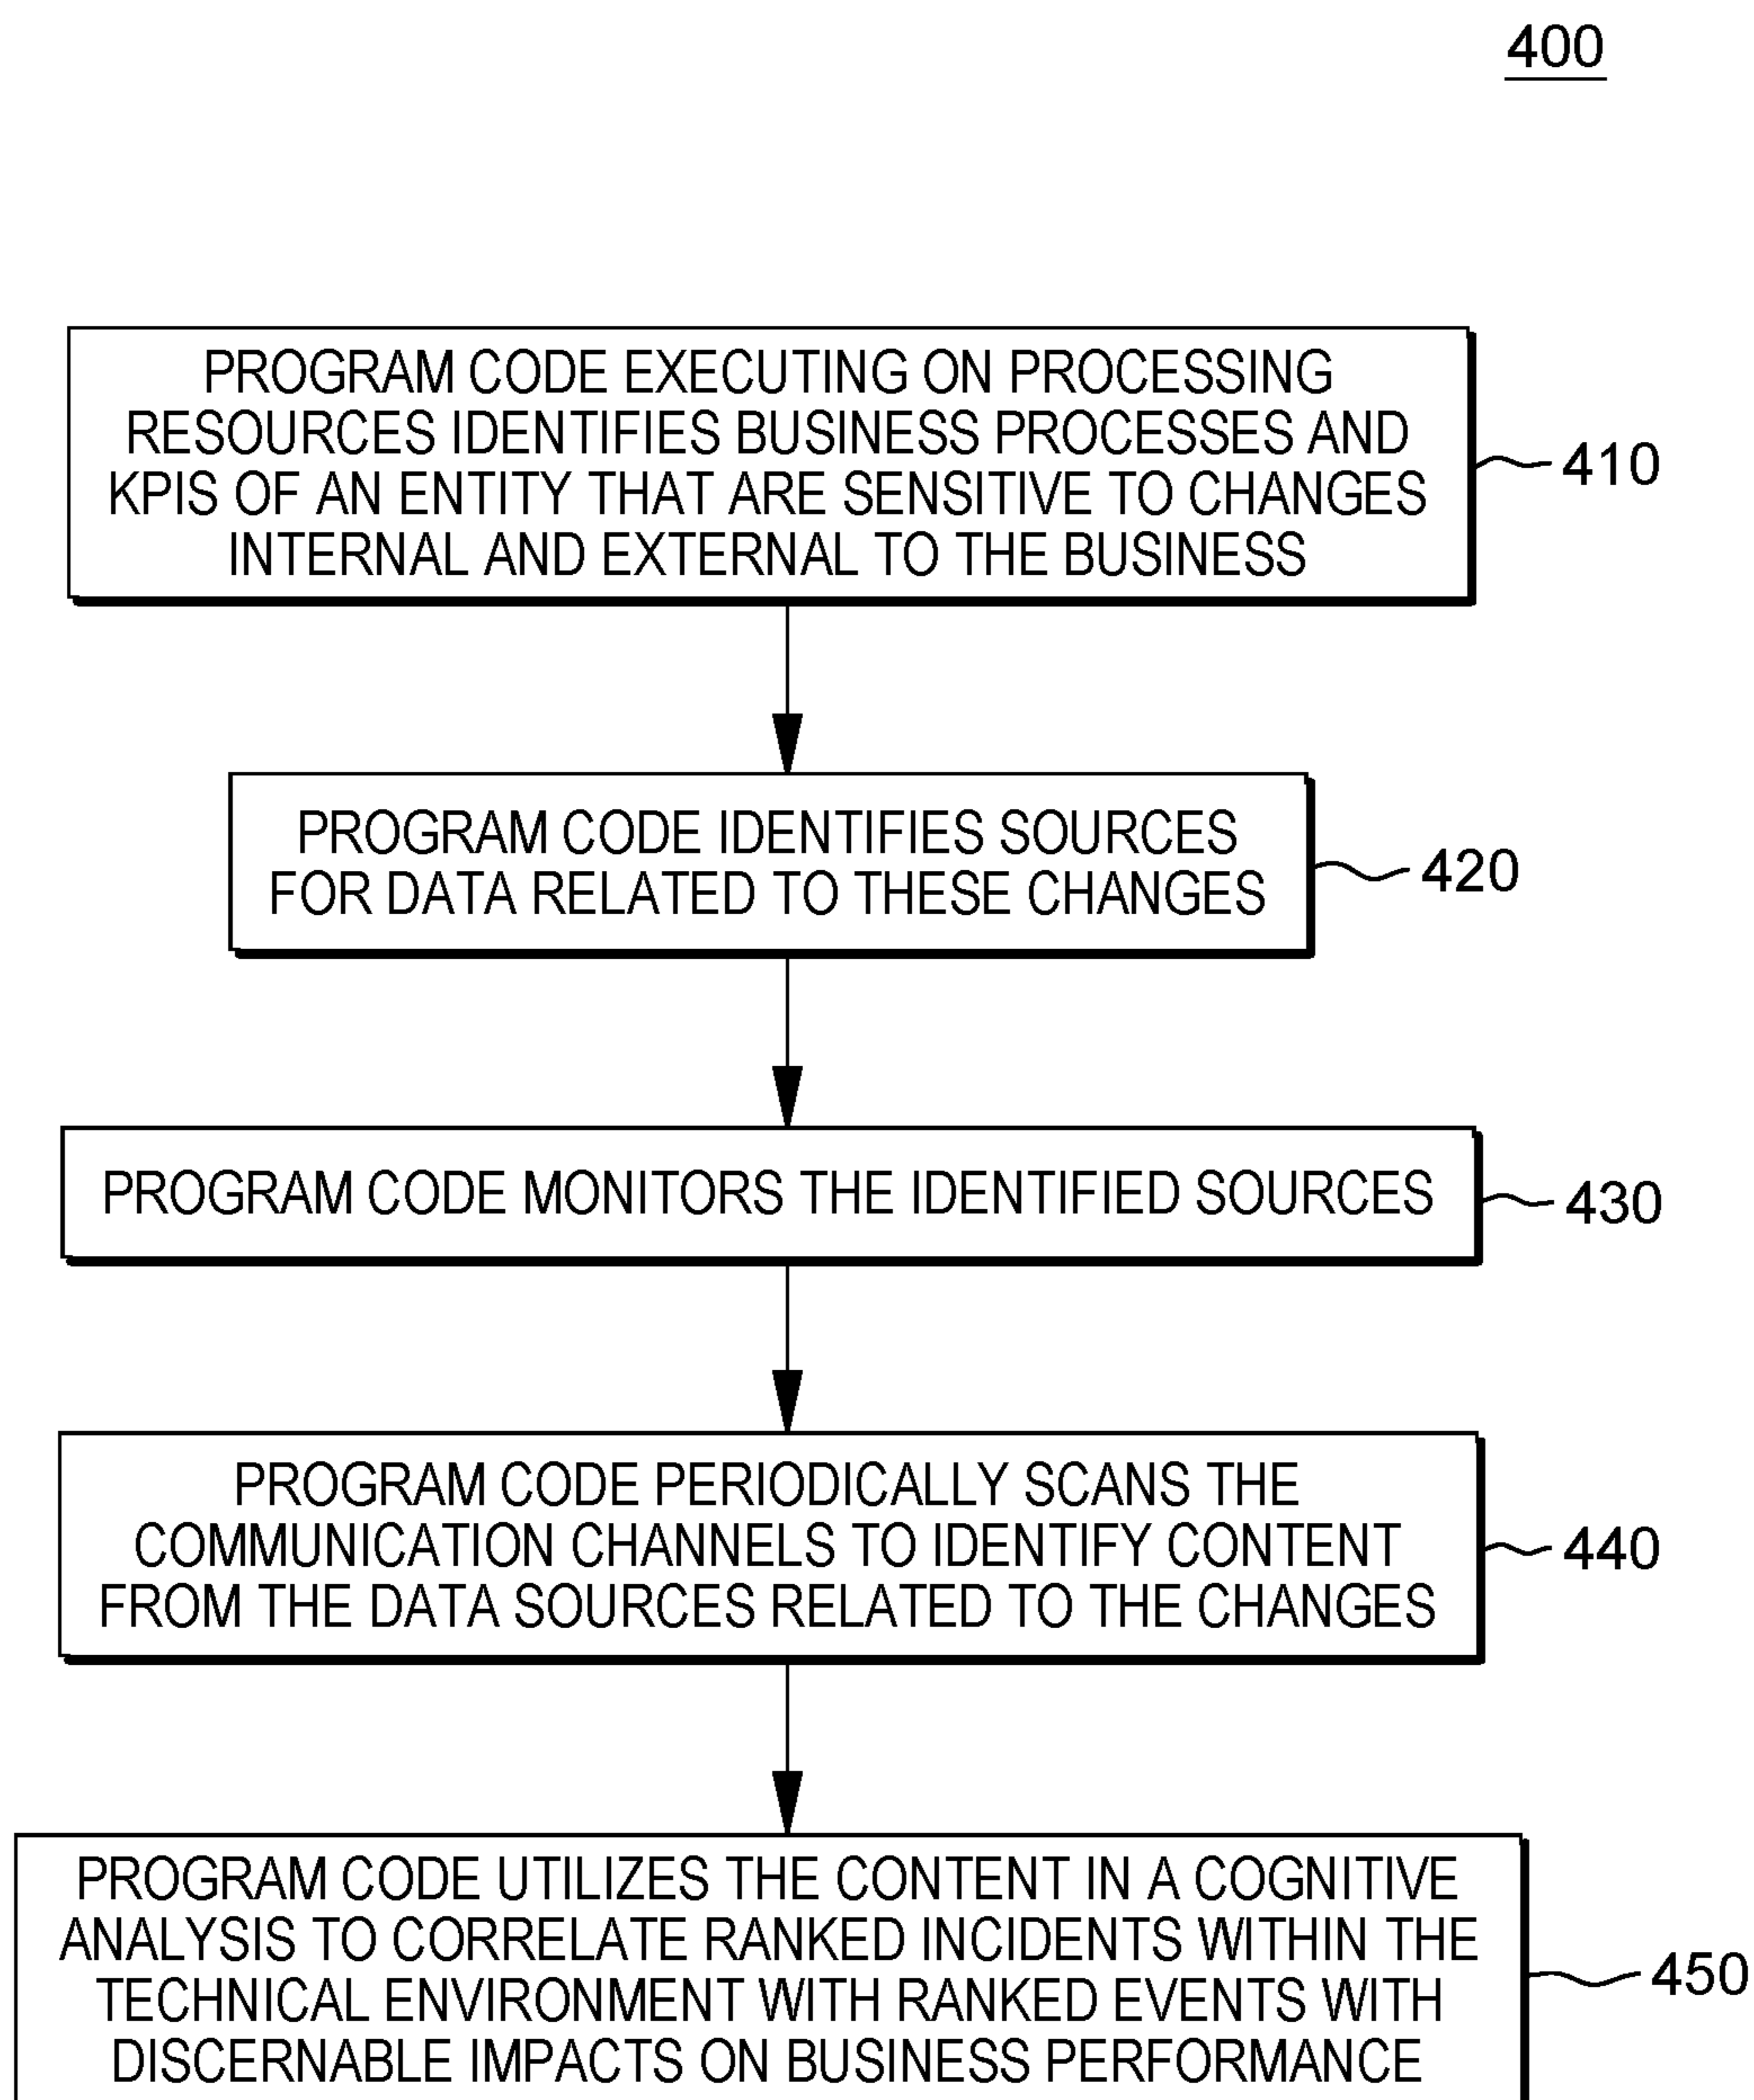 400
PROGRAM CODE EXECUTING ON PROCESSING
RESOURCES IDENTIFIES BUSINESS PROCESSES AND
KPIS OF AN ENTITY THAT ARE SENSITIVE TO CHANGES
INTERNAL AND EXTERNAL TO THE BUSINESS
410
PROGRAM CODE IDENTIFIES SOURCES
FOR DATA RELATED TO THESE CHANGES
420
PROGRAM CODE MONITORS THE IDENTIFIED SOURCES
430
PROGRAM CODE PERIODICALLY SCANS THE
COMMUNICATION CHANNELS TO IDENTIFY CONTENT
FROM THE DATA SOURCES RELATED TO THE CHANGES
440
PROGRAM CODE UTILIZES THE CONTENT IN A COGNITIVE
ANALYSIS TO CORRELATE RANKED INCIDENTS WITHIN THE
TECHNICAL ENVIRONMENT WITH RANKED EVENTS WITH
DISCERNABLE IMPACTS ON BUSINESS PERFORMANCE
450